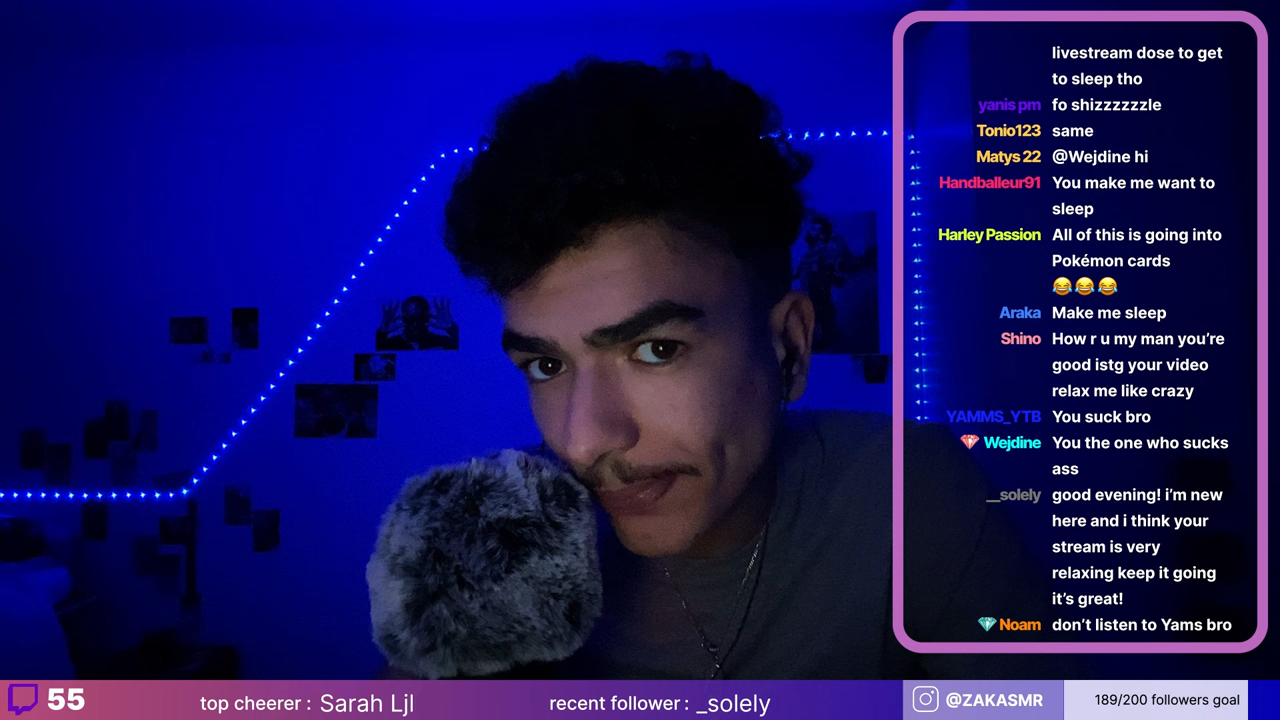 livestream dose to get
to sleep tho
yanis pm fo shizzzzzzle
Tonio123 same
Matys 22 @Wejdine hi
Handballeur91 You make me want to
sleep
Harley Passion All of this is going into
Pokémon cards
😂😂😂
Araka Make me sleep
Shino How r u my man you're
good istg your video
relax me like crazy
YAMMS_YTB You suck bro
Wejdine You the one who sucks
ass
__solely good evening! i'm new
here and i think your
stream is very
relaxing keep it going
it's great!
Noam don't listen to Yams bro
55 top cheerer : Sarah Ljl recent follower : _solely @ZAKASMR 189/200 followers goal